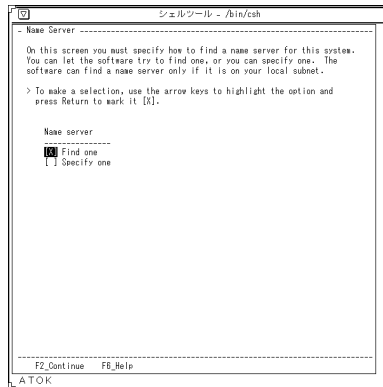 シェルツール - /bin/csh
- Name Server ------------------------------------------------------------
On this screen you must specify how to find a name server for this system.
You can let the software try to find one, or you can specify one.  The
software can find a name server only if it is on your local subnet.
> To make a selection, use the arrow keys to highlight the option and
press Return to mark it [X].
Name server
---------------
[X] Find one
[ ] Specify one
--------------------------------------------------------------------------
F2_Continue    F6_Help
ATOK